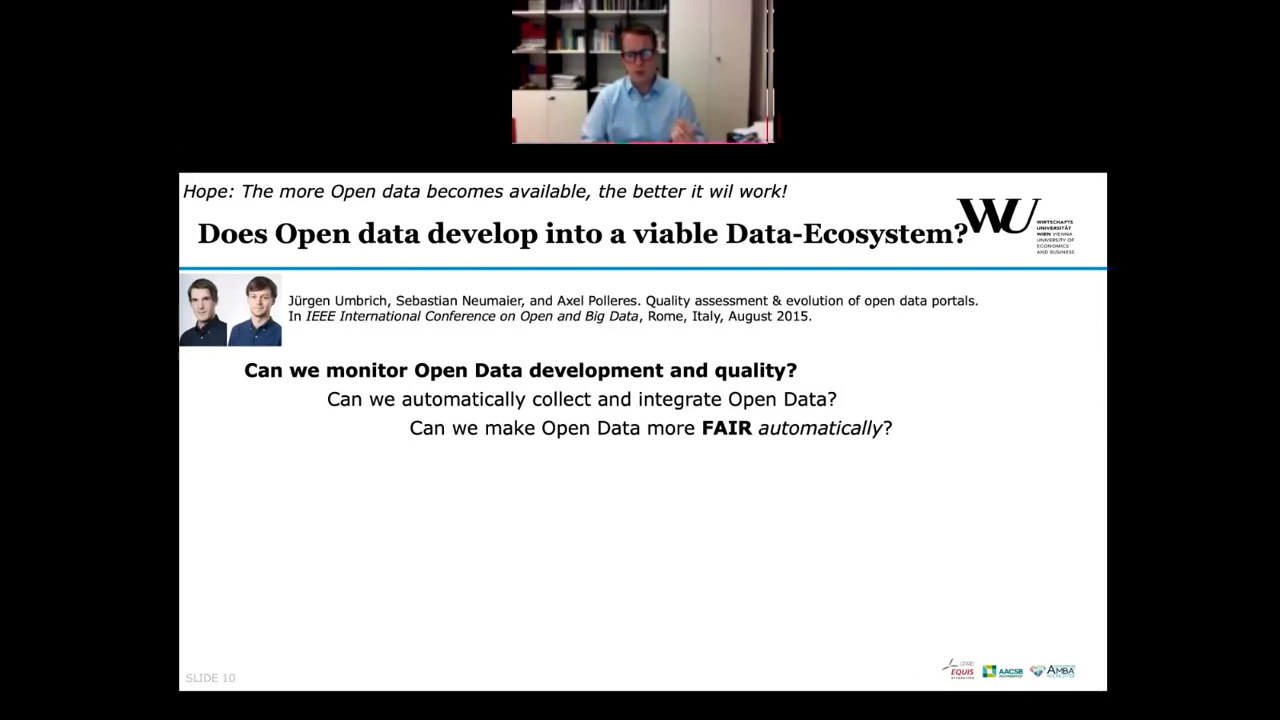 Hope: The more Open data becomes available, the better it wil work!
Does Open data develop into a viable Data-Ecosystem?
WU
WIRTSCHAFTS
UNIVERSITÄT
WIEN VIENNA
UNIVERSITY OF
ECONOMICS
AND BUSINESS
Jürgen Umbrich, Sebastian Neumaier, and Axel Polleres. Quality assessment & evolution of open data portals.
In IEEE International Conference on Open and Big Data, Rome, Italy, August 2015.
Can we monitor Open Data development and quality?
Can we automatically collect and integrate Open Data?
Can we make Open Data more FAIR automatically?
SLIDE 10
EQUIS
AACSB
AMBA